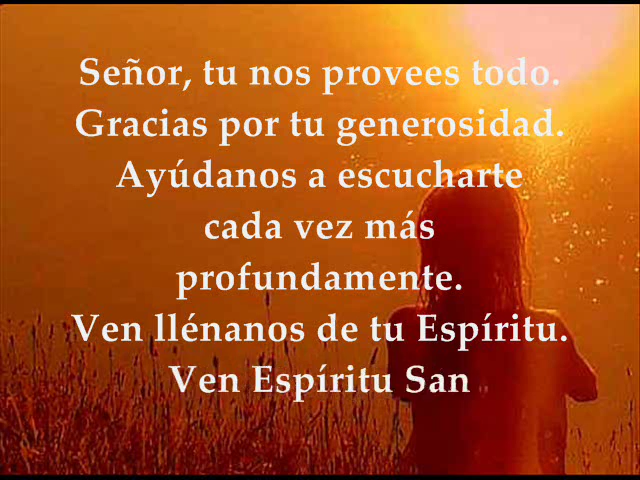 Señor, tu nos provees todo.
Gracias por tu generosidad.
Ayúdanos a escucharte
cada vez más
profundamente.
Ven llénanos de tu Espíritu.
Ven Espíritu San